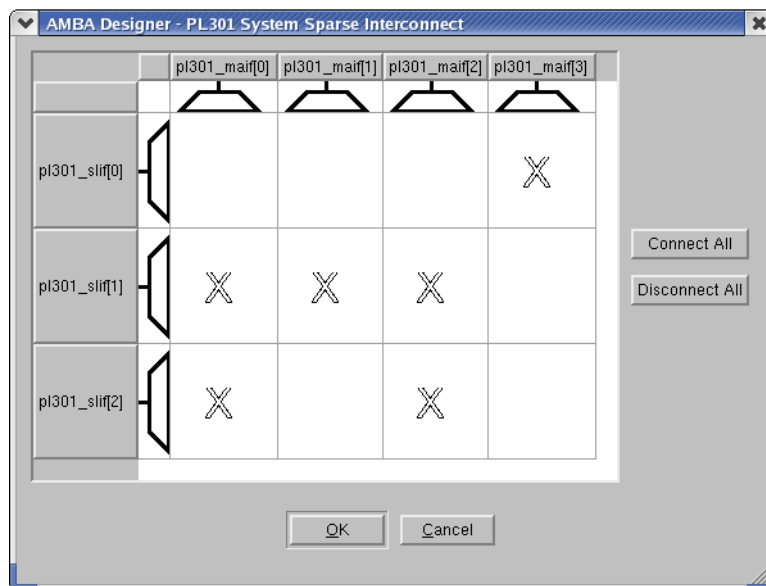 AMBA Designer - PL301 System Sparse Interconnect
pl301_maif[0] pl301_maif[1] pl301_maif[2] pl301_maif[3]
pl301_slif[0] X
Connect All
pl301_slif[1] X X X
Disconnect All
pl301_slif[2] X X
OK Cancel